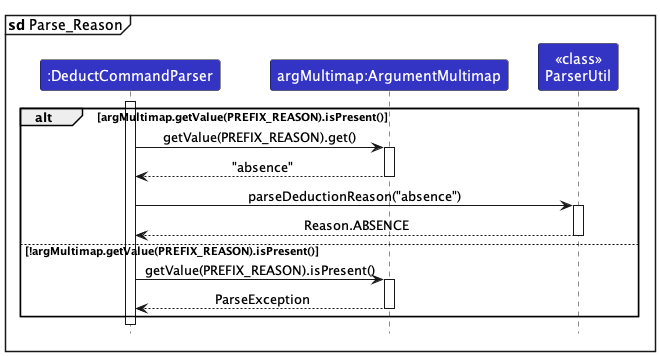 sd Parse_Reason
:DeductCommandParser
argMultimap:ArgumentMultimap
«class»
ParserUtil
alt
[argMultimap.getValue(PREFIX_REASON).isPresent()]
getValue(PREFIX_REASON).get()
"absence"
parseDeductionReason("absence")
Reason.ABSENCE
[!argMultimap.getValue(PREFIX_REASON).isPresent()]
getValue(PREFIX_REASON).isPresent()
ParseException